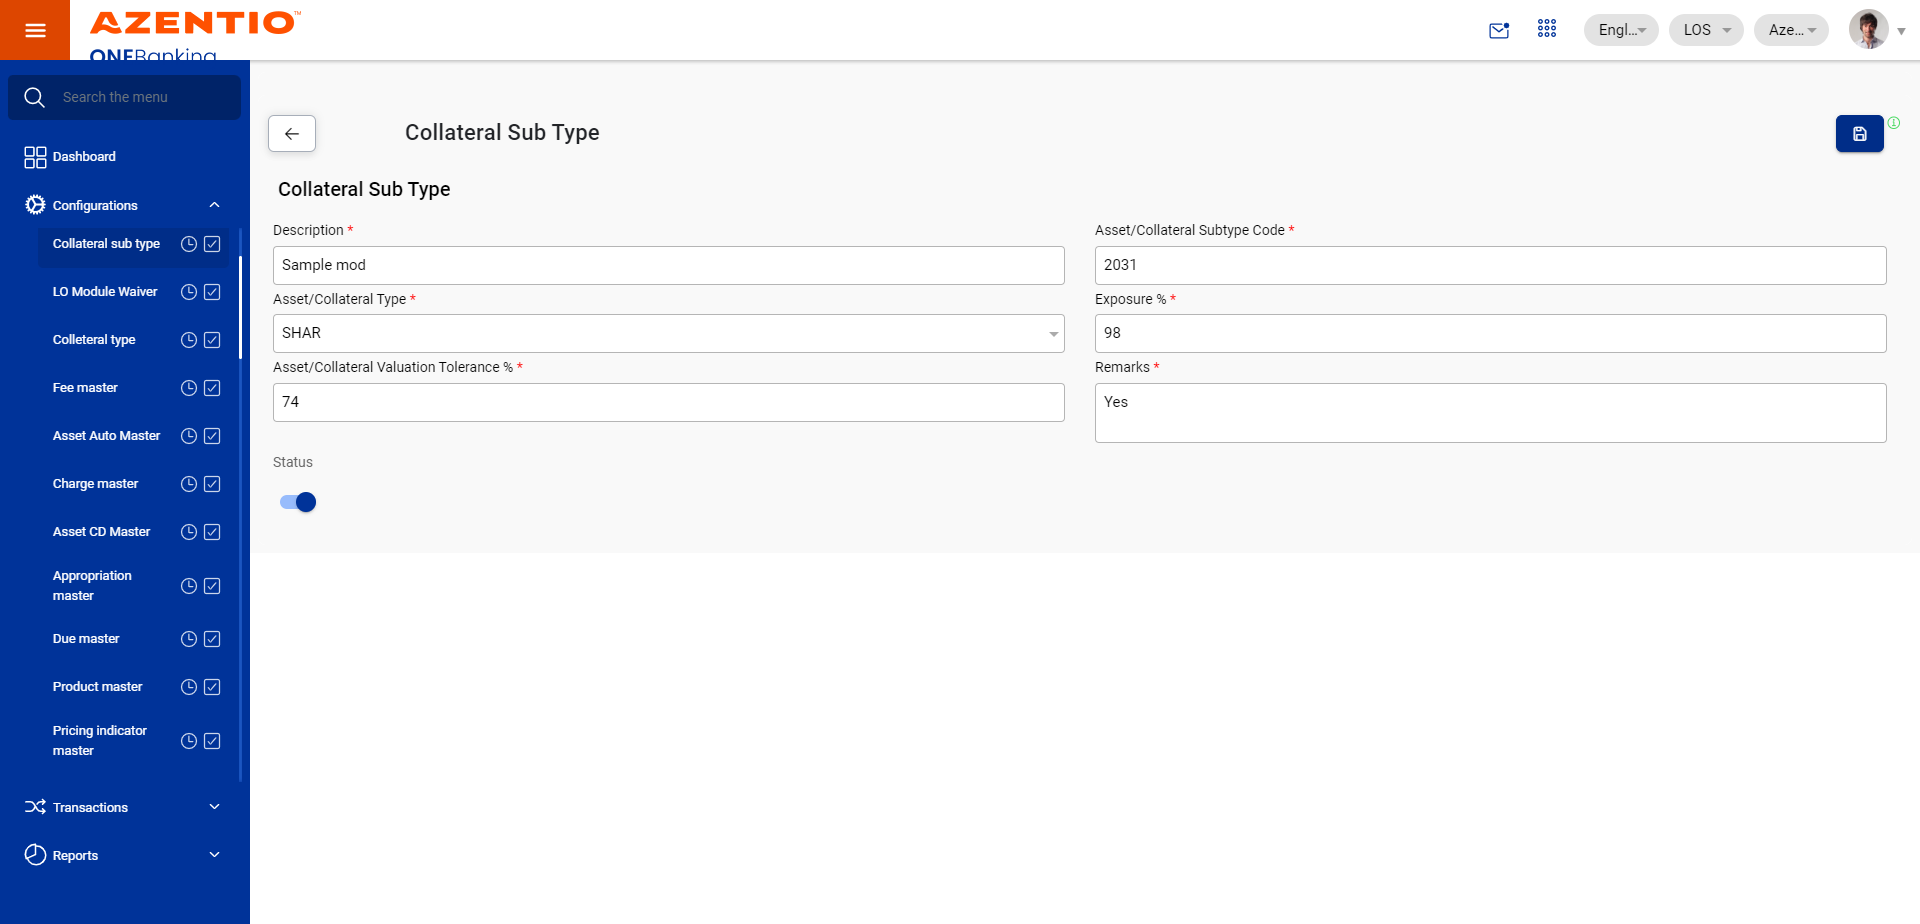 AZENTIO™
ONEBanking
Engl...
LOS
Aze...
Search the menu
Dashboard
Configurations
Collateral sub type
LO Module Waiver
Colleteral type
Fee master
Asset Auto Master
Charge master
Asset CD Master
Appropriation
master
Due master
Product master
Pricing indicator
master
Transactions
Reports
Collateral Sub Type
Collateral Sub Type
Description *
Sample mod
Asset/Collateral Subtype Code *
2031
Asset/Collateral Type *
SHAR
Exposure % *
98
Asset/Collateral Valuation Tolerance % *
74
Remarks *
Yes
Status